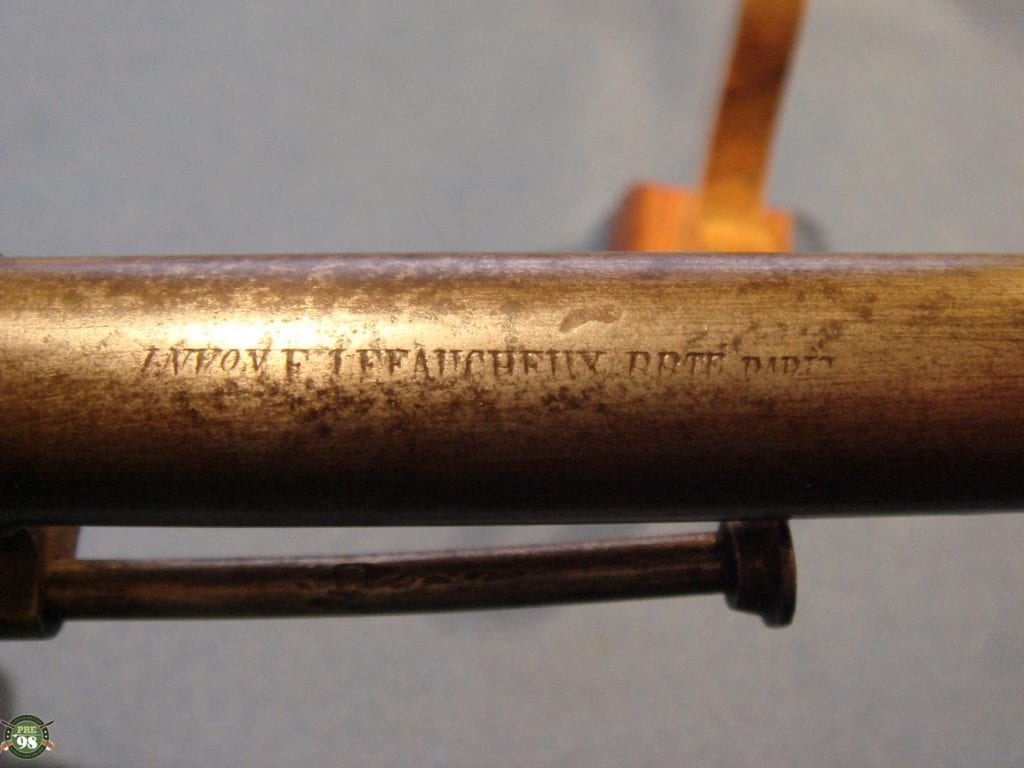 INVON E. LEFAUCHEUX BRTE PARIS
PRE
98